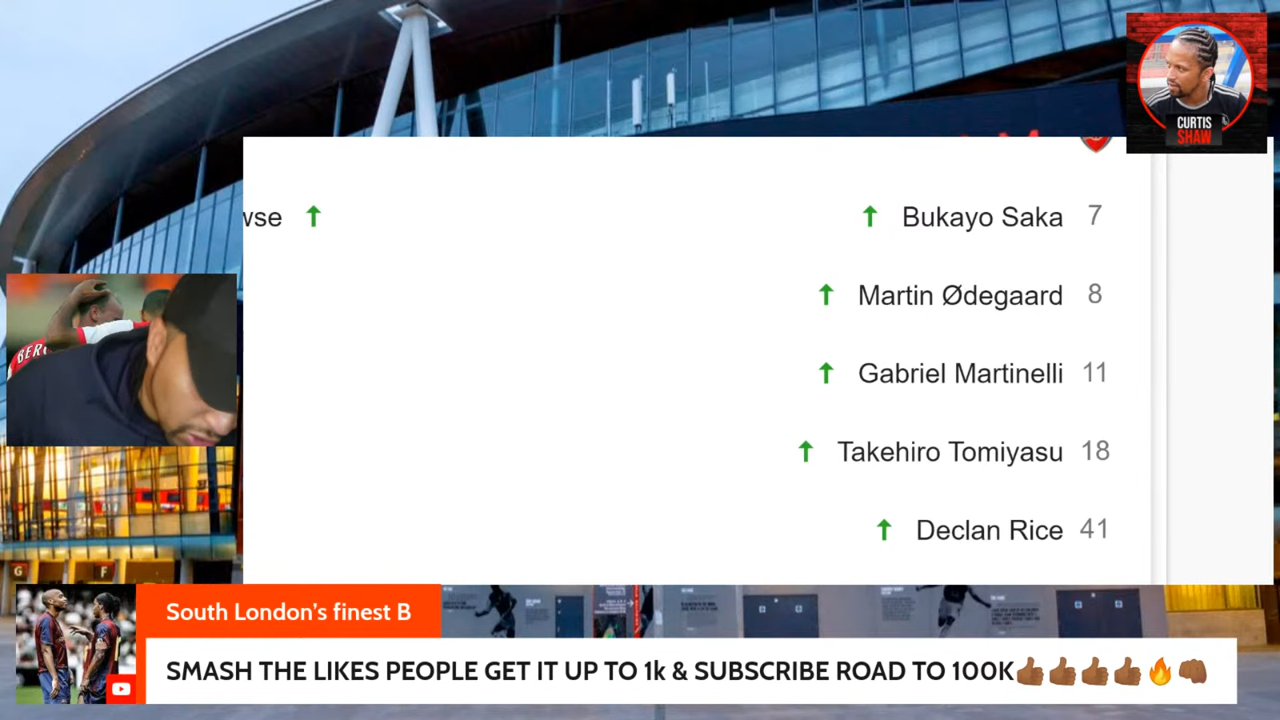 CURTIS
SHAW
Bukayo Saka 7
Martin Ødegaard 8
Gabriel Martinelli 11
Takehiro Tomiyasu 18
Declan Rice 41
BER
G F
South London's finest B
SMASH THE LIKES PEOPLE GET IT UP TO 1k & SUBSCRIBE ROAD TO 100K👍🏾👍🏾👍🏾👍🏾🔥👊🏾